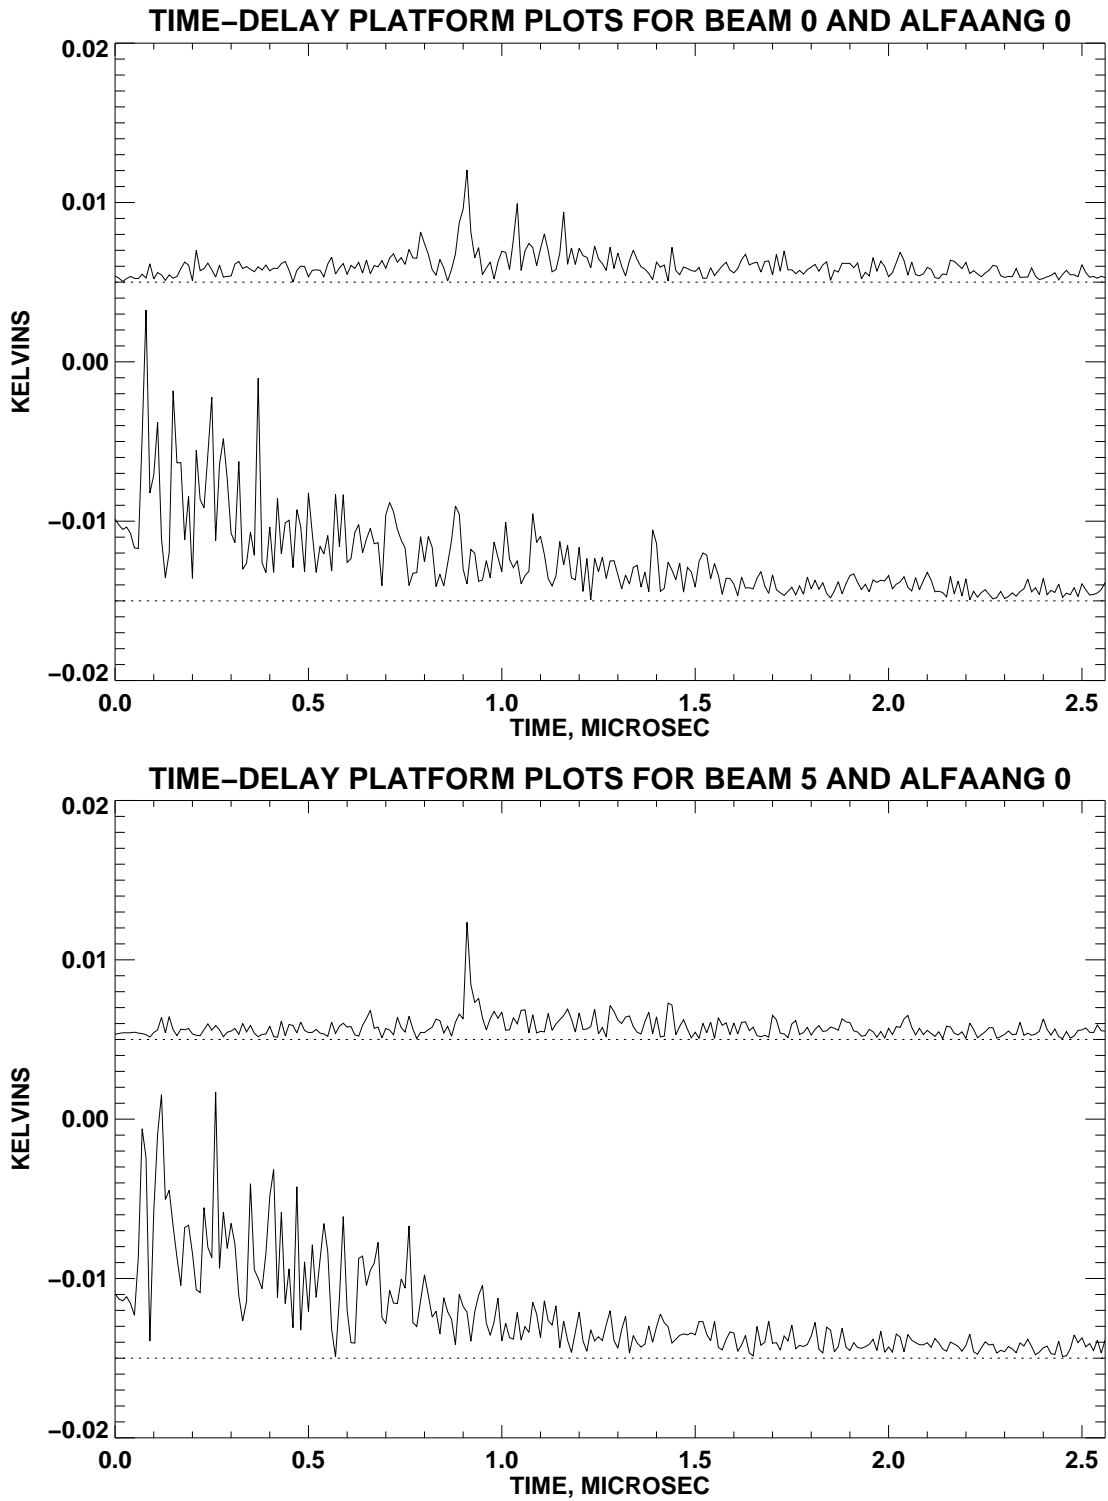 TIME−DELAY PLATFORM PLOTS FOR BEAM 0 AND ALFAANG 0
0.02
0.01
0.00
−0.01
−0.02
KELVINS
0.0 0.5 1.0 1.5 2.0 2.5
TIME, MICROSEC
TIME−DELAY PLATFORM PLOTS FOR BEAM 5 AND ALFAANG 0
0.02
0.01
0.00
−0.01
−0.02
KELVINS
0.0 0.5 1.0 1.5 2.0 2.5
TIME, MICROSEC